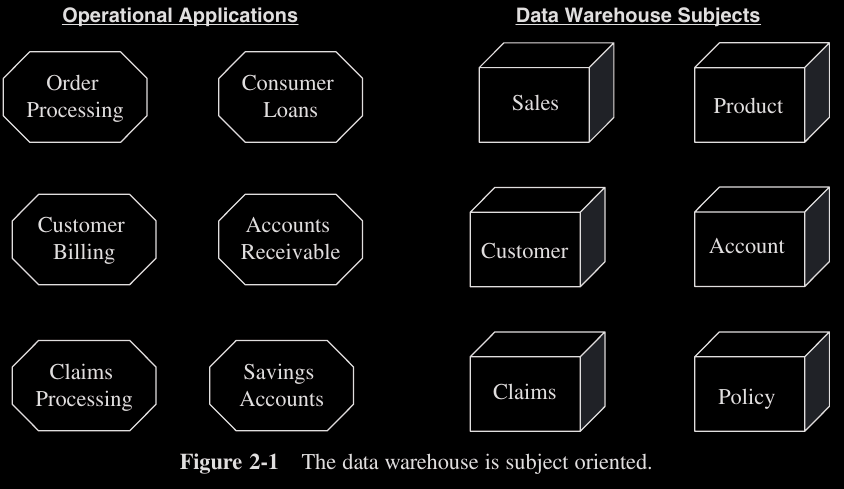 Operational Applications
Data Warehouse Subjects
Order
Processing
Consumer
Loans
Sales
Product
Customer
Billing
Accounts
Receivable
Customer
Account
Claims
Processing
Savings
Accounts
Claims
Policy
Figure 2-1 The data warehouse is subject oriented.